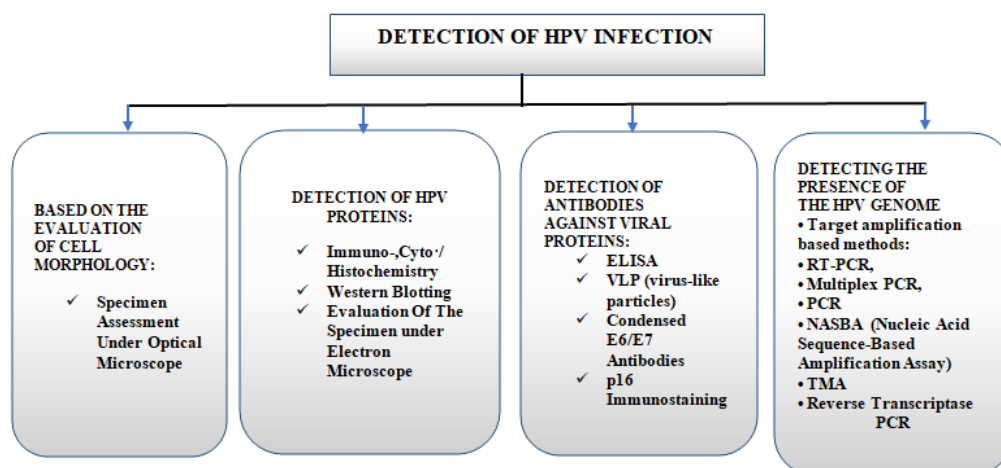 DETECTION OF HPV INFECTION
BASED ON THE
EVALUATION
OF CELL
MORPHOLOGY:
✓ Specimen
Assessment
Under Optical
Microscope
DETECTION OF HPV
PROTEINS:
✓ Immuno-,Cyto·/
Histochemistry
✓ Western Blotting
✓ Evaluation Of The
Specimen under
Electron
Microscope
DETECTION OF
ANTIBODIES
AGAINST VIRAL
PROTEINS:
✓ ELISA
✓ VLP (virus-like
particles)
✓ Condensed
E6/E7
Antibodies
✓ p16
Immunostaining
DETECTING THE
PRESENCE OF
THE HPV GENOME
• Target amplification
based methods:
• RT-PCR,
• Multiplex PCR,
• PCR
• NASBA (Nucleic Acid
Sequence-Based
Amplification Assay)
• TMA
• Reverse Transcriptase
PCR